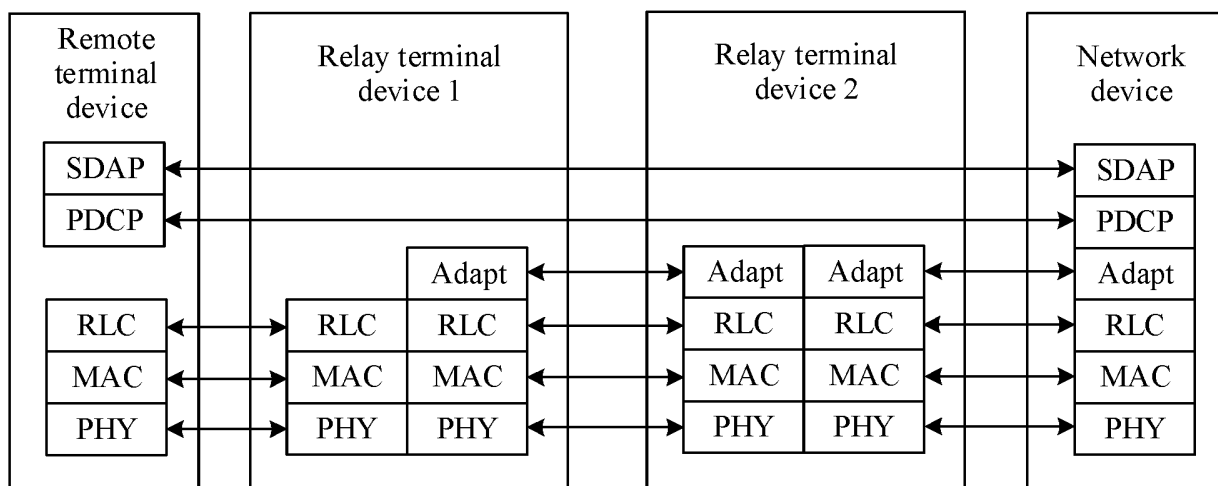 Remote
terminal
device
Relay terminal
device 1
Relay terminal
device 2
Network
device
SDAP
SDAP
PDCP
PDCP
Adapt
Adapt
Adapt
Adapt
RLC
RLC
RLC
RLC
RLC
RLC
MAC
MAC
MAC
MAC
MAC
MAC
PHY
PHY
PHY
PHY
PHY
PHY